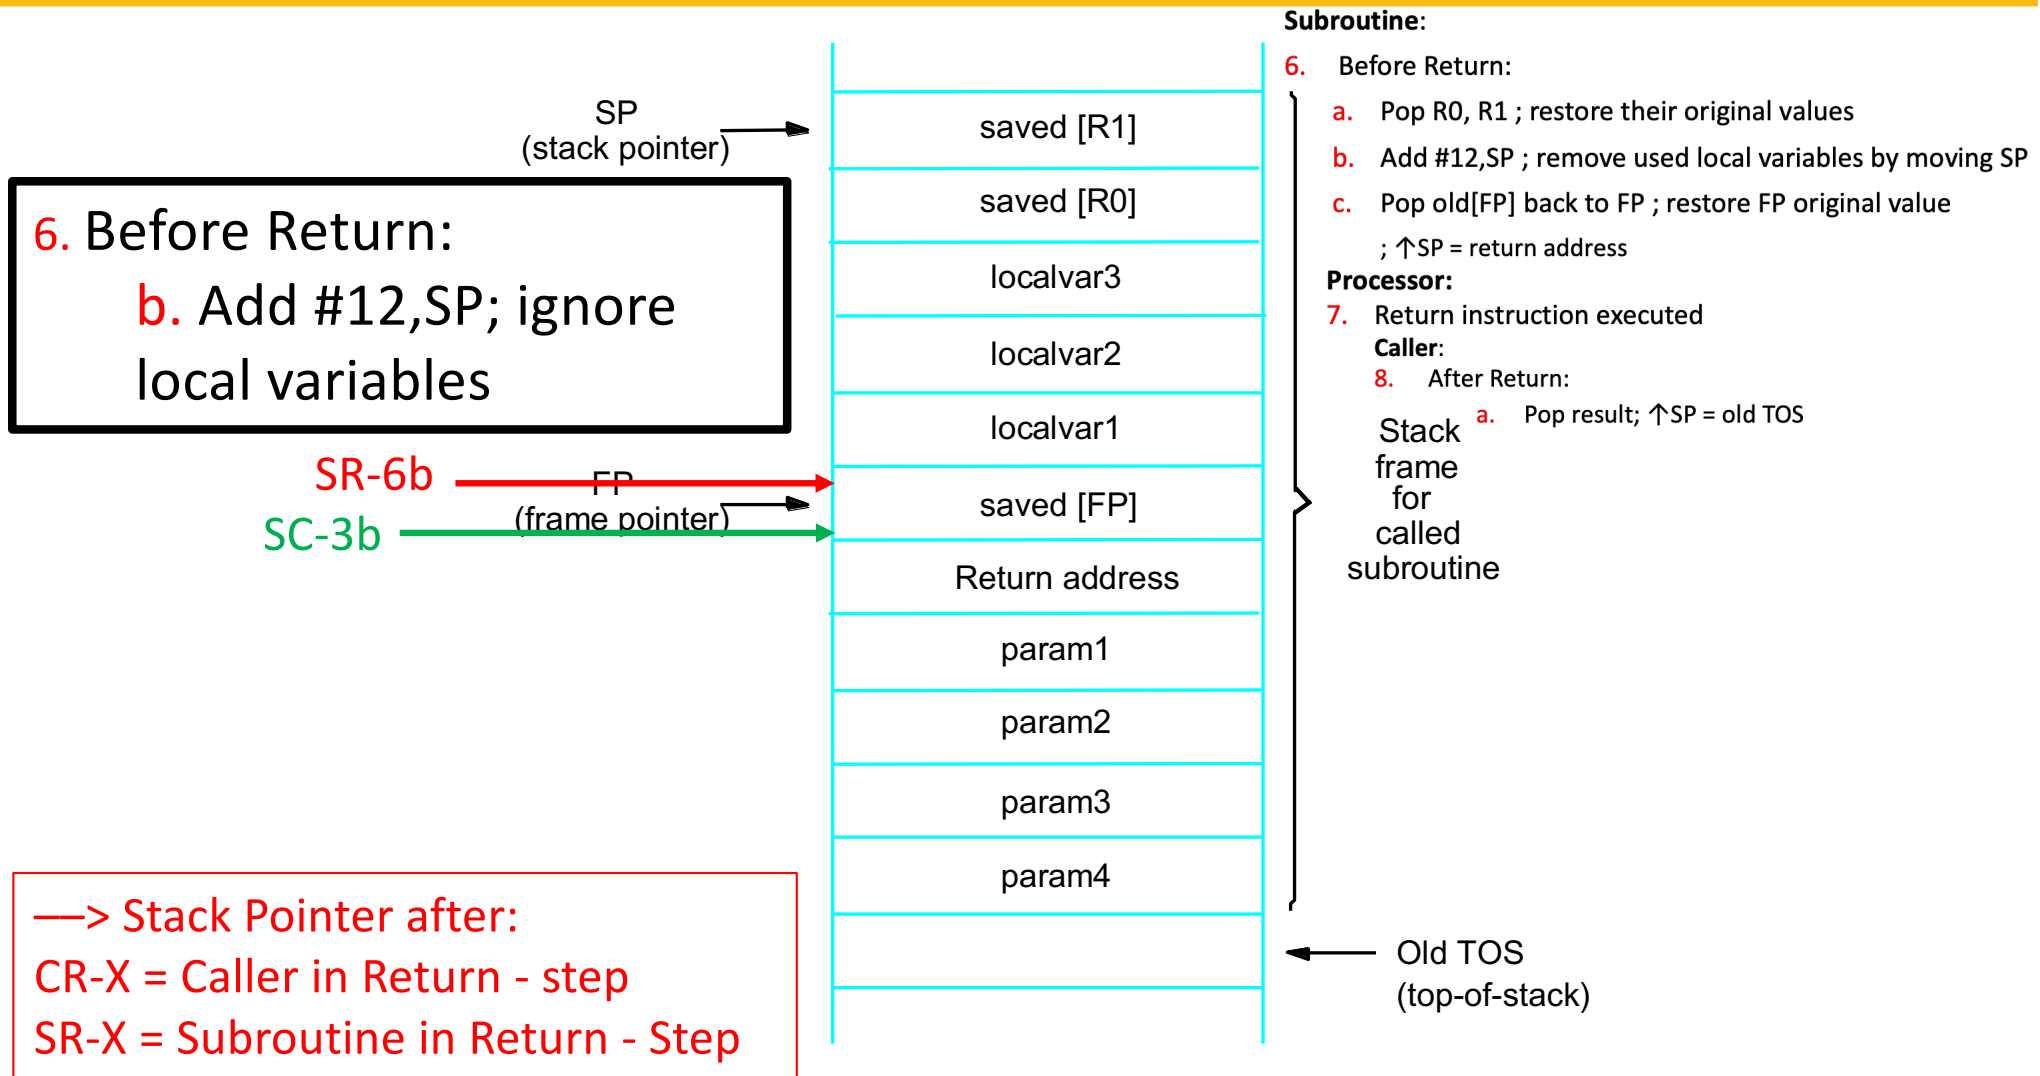 SP
(stack pointer)
6. Before Return:
b. Add #12,SP; ignore
local variables
SR-6b
FP
(frame pointer)
SC-3b
saved [R1]
saved [R0]
localvar3
localvar2
localvar1
saved [FP]
Return address
param1
param2
param3
param4
Subroutine:
6. Before Return:
a. Pop R0, R1 ; restore their original values
b. Add #12,SP ; remove used local variables by moving SP
c. Pop old[FP] back to FP ; restore FP original value
; ↑SP = return address
Processor:
7. Return instruction executed
Caller:
8. After Return:
a. Pop result; ↑SP = old TOS
Stack
frame
for
called
subroutine
Old TOS
(top-of-stack)
—> Stack Pointer after:
CR-X = Caller in Return - step
SR-X = Subroutine in Return - Step